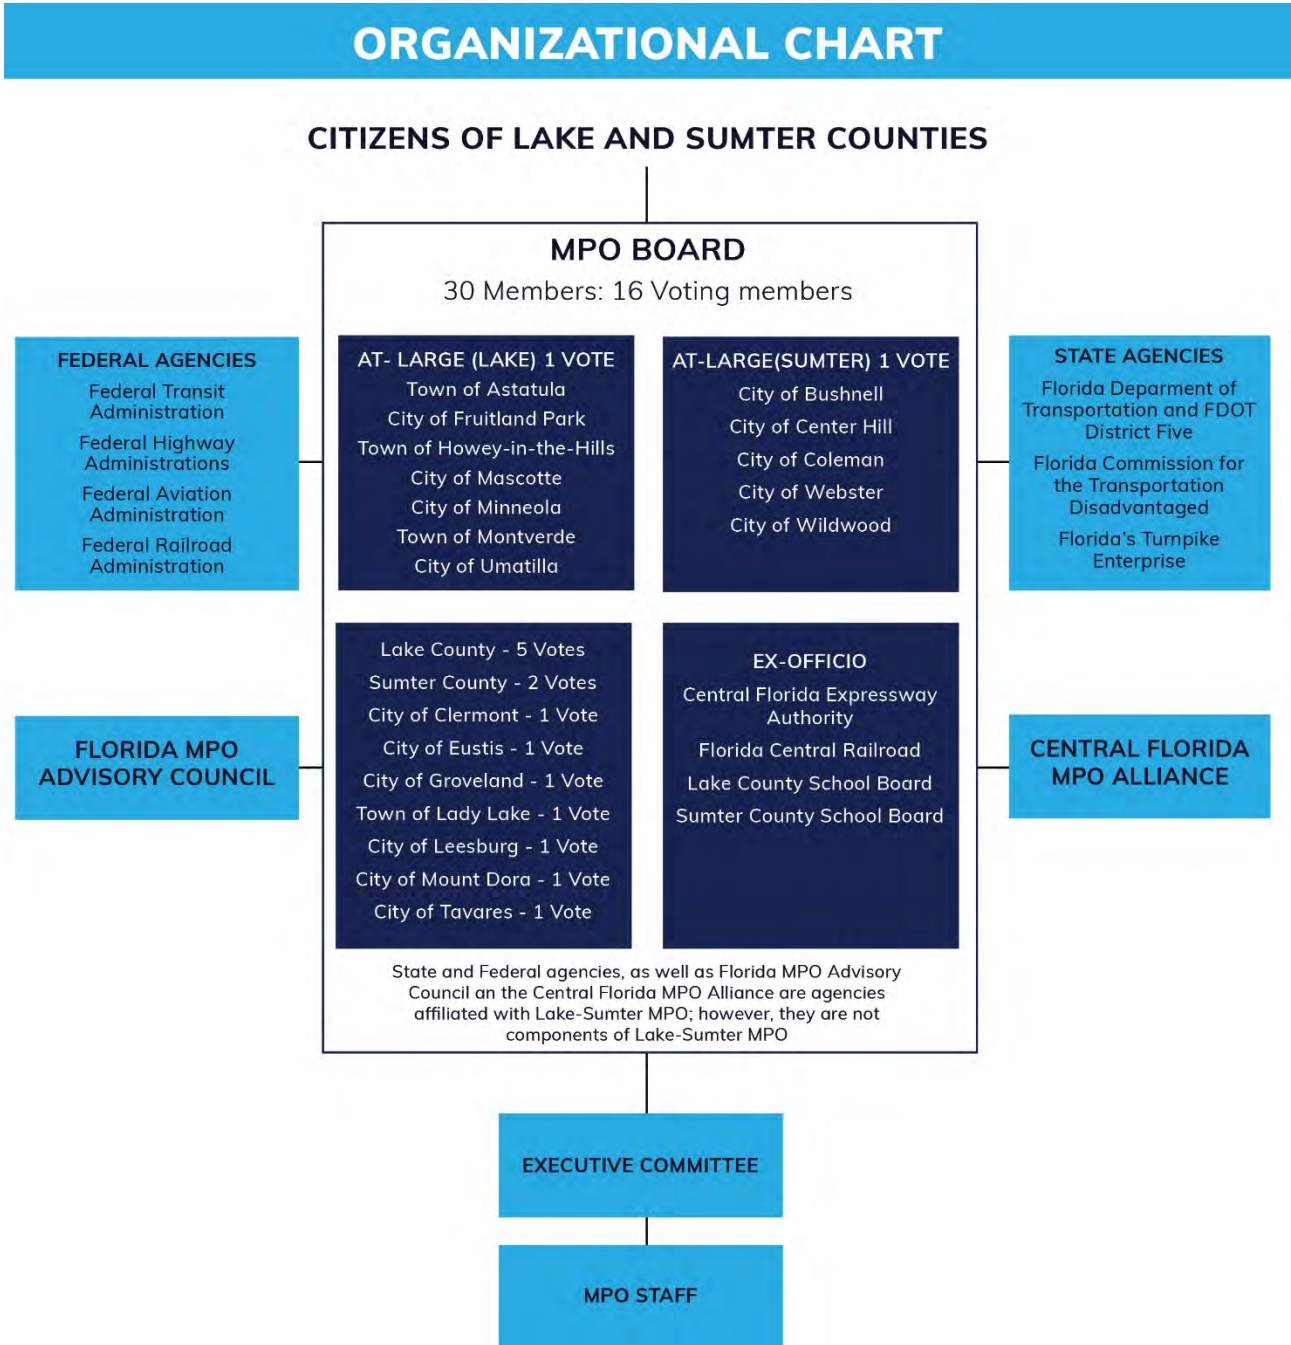 ORGANIZATIONAL CHART
CITIZENS OF LAKE AND SUMTER COUNTIES
MPO BOARD
30 Members: 16 Voting members
FEDERAL AGENCIES
Federal Transit
Administration
Federal Highway
Administrations
Federal Aviation
Administration
Federal Railroad
Administration
AT- LARGE (LAKE) 1 VOTE
Town of Astatula
City of Fruitland Park
Town of Howey-in-the-Hills
City of Mascotte
City of Minneola
Town of Montverde
City of Umatilla
AT-LARGE(SUMTER) 1 VOTE
City of Bushnell
City of Center Hill
City of Coleman
City of Webster
City of Wildwood
STATE AGENCIES
Florida Deparment of
Transportation and FDOT
District Five
Florida Commission for
the Transportation
Disadvantaged
Florida's Turnpike
Enterprise
FLORIDA MPO
ADVISORY COUNCIL
Lake County - 5 Votes
Sumter County - 2 Votes
City of Clermont - 1 Vote
City of Eustis - 1 Vote
City of Groveland - 1 Vote
Town of Lady Lake - 1 Vote
City of Leesburg - 1 Vote
City of Mount Dora - 1 Vote
City of Tavares - 1 Vote
EX-OFFICIO
Central Florida Expressway
Authority
Florida Central Railroad
Lake County School Board
Sumter County School Board
CENTRAL FLORIDA
MPO ALLIANCE
State and Federal agencies, as well as Florida MPO Advisory
Council an the Central Florida MPO Alliance are agencies
affiliated with Lake-Sumter MPO; however, they are not
components of Lake-Sumter MPO
EXECUTIVE COMMITTEE
MPO STAFF